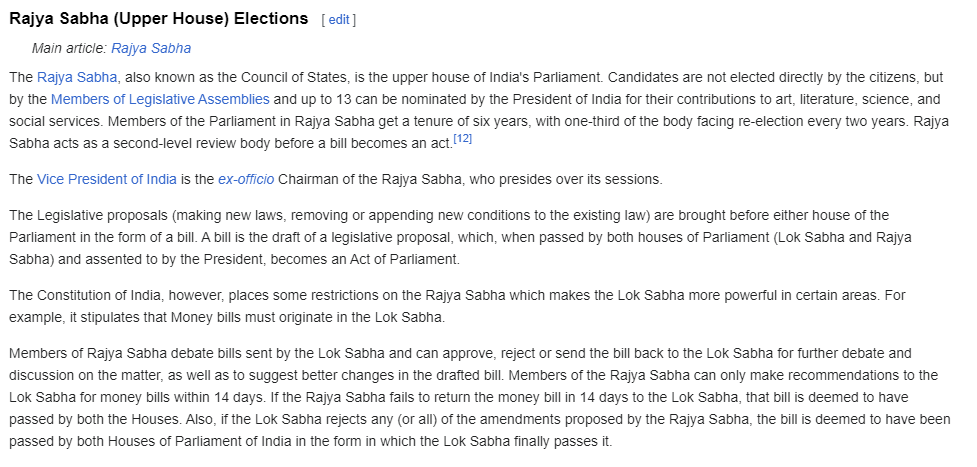 Rajya Sabha (Upper House) Elections [ edit ]
Main article: Rajya Sabha
The Rajya Sabha, also known as the Council of States, is the upper house of India's Parliament. Candidates are not elected directly by the citizens, but
by the Members of Legislative Assemblies and up to 13 can be nominated by the President of India for their contributions to art, literature, science, and
social services. Members of the Parliament in Rajya Sabha get a tenure of six years, with one-third of the body facing re-election every two years. Rajya
Sabha acts as a second-level review body before a bill becomes an act.[12]
The Vice President of India is the ex-officio Chairman of the Rajya Sabha, who presides over its sessions.
The Legislative proposals (making new laws, removing or appending new conditions to the existing law) are brought before either house of the
Parliament in the form of a bill. A bill is the draft of a legislative proposal, which, when passed by both houses of Parliament (Lok Sabha and Rajya
Sabha) and assented to by the President, becomes an Act of Parliament.
The Constitution of India, however, places some restrictions on the Rajya Sabha which makes the Lok Sabha more powerful in certain areas. For
example, it stipulates that Money bills must originate in the Lok Sabha.
Members of Rajya Sabha debate bills sent by the Lok Sabha and can approve, reject or send the bill back to the Lok Sabha for further debate and
discussion on the matter, as well as to suggest better changes in the drafted bill. Members of the Rajya Sabha can only make recommendations to the
Lok Sabha for money bills within 14 days. If the Rajya Sabha fails to return the money bill in 14 days to the Lok Sabha, that bill is deemed to have
passed by both the Houses. Also, if the Lok Sabha rejects any (or all) of the amendments proposed by the Rajya Sabha, the bill is deemed to have been
passed by both Houses of Parliament of India in the form in which the Lok Sabha finally passes it.